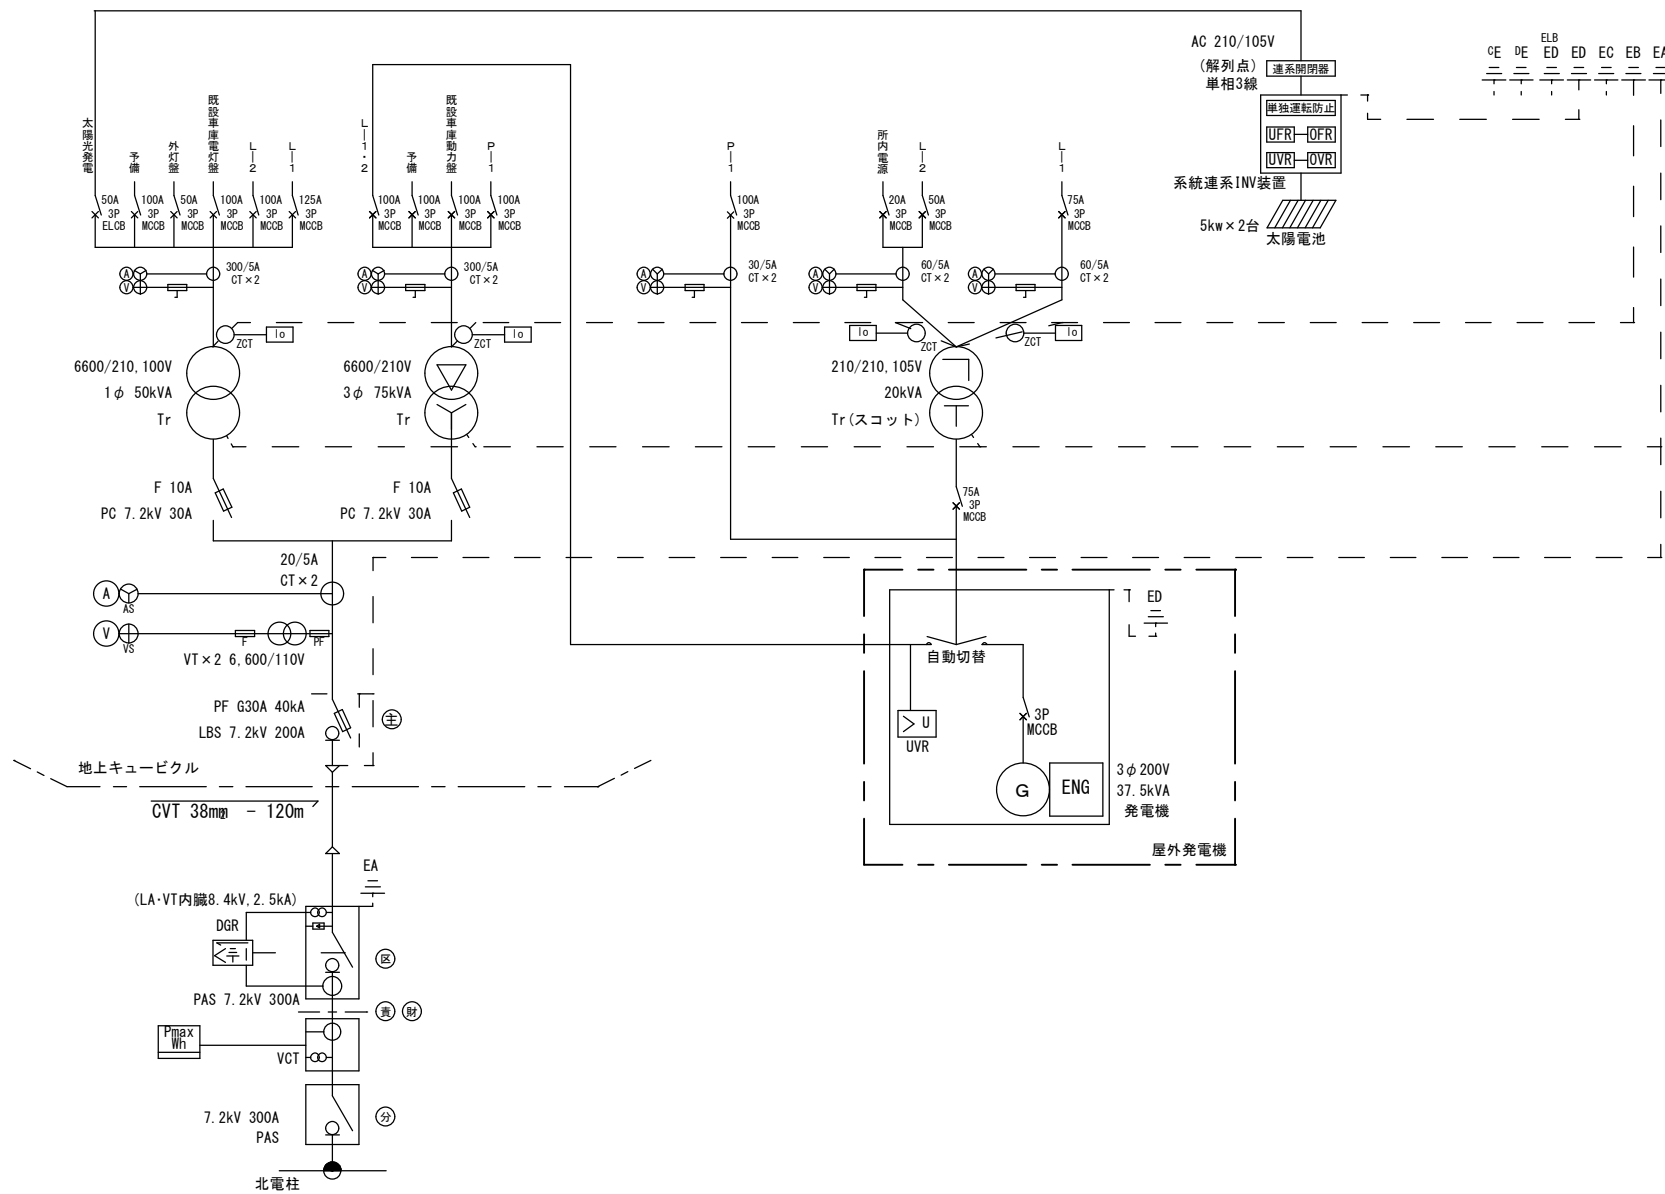 AC 210/105V
(解列点)
単相3線
連系開閉器
単独運転防止
UFR
OFR
UVR
OVR
系統連系INV装置
5kw×2台
太陽電池
CE
DE
ELB
ED
ED
EC
EB
EA
太陽光発電
予備
外灯盤
既設車庫電灯盤
L-2
L-1
L-1・2
予備
既設車庫動力盤
P-1
P-1
所内電源
L-2
L-1
50A
3P
ELCB
100A
3P
MCCB
50A
3P
MCCB
100A
3P
MCCB
100A
3P
MCCB
125A
3P
MCCB
100A
3P
MCCB
100A
3P
MCCB
100A
3P
MCCB
100A
3P
MCCB
100A
3P
MCCB
20A
3P
MCCB
50A
3P
MCCB
75A
3P
MCCB
A
V
300/5A
CT×2
A
V
300/5A
CT×2
A
V
30/5A
CT×2
A
V
60/5A
CT×2
A
V
60/5A
CT×2
Io
ZCT
Io
ZCT
Io
ZCT
Io
ZCT
6600/210,100V
1φ 50kVA
Tr
6600/210V
3φ 75kVA
Tr
210/210,105V
20kVA
Tr(スコット)
F 10A
PC 7.2kV 30A
F 10A
PC 7.2kV 30A
75A
3P
MCCB
20/5A
CT×2
A
AS
V
VS
F
PF
VT×2 6,600/110V
PF G30A 40kA
LBS 7.2kV 200A
主
地上キュービクル
CVT 38mm2 - 120m
ED
自動切替
U
UVR
3P
MCCB
G
ENG
3φ200V
37.5kVA
発電機
屋外発電機
EA
(LA・VT内臓8.4kV,2.5kA)
DGR
区
PAS 7.2kV 300A
責
財
Pmax
Wh
VCT
7.2kV 300A
PAS
分
北電柱